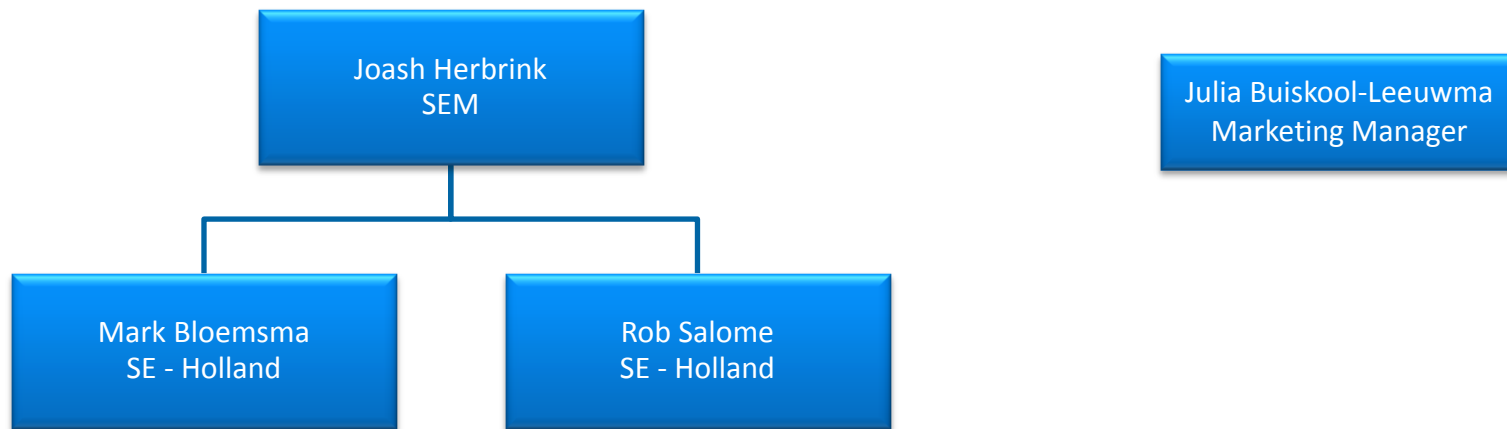 Joash Herbrink
SEM
Julia Buiskool-Leeuwma
Marketing Manager
Mark Bloemsma
SE - Holland
Rob Salome
SE - Holland